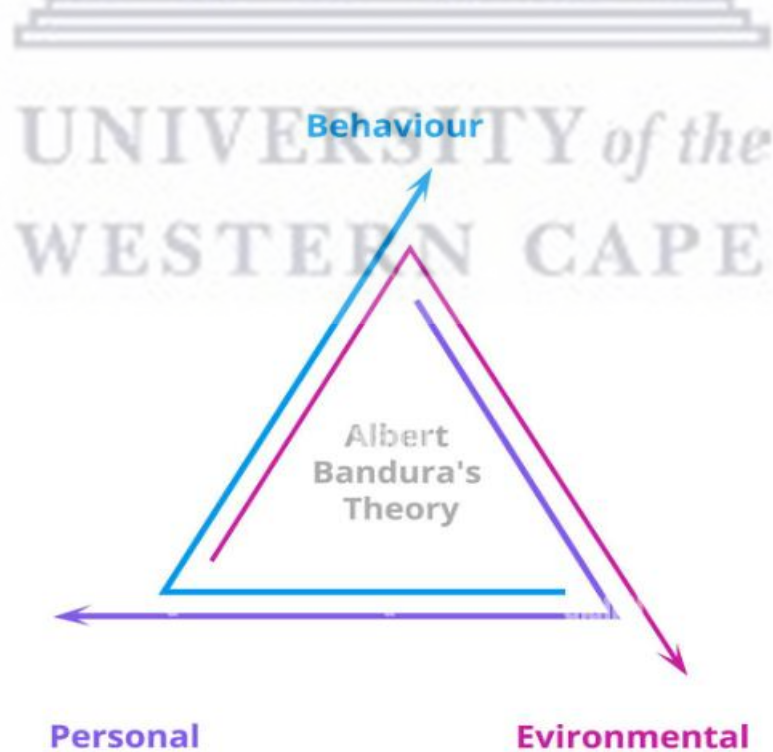 Behaviour
UNIVERSITY of the
WESTERN CAPE
Albert
Bandura's
Theory
Personal
Evironmental